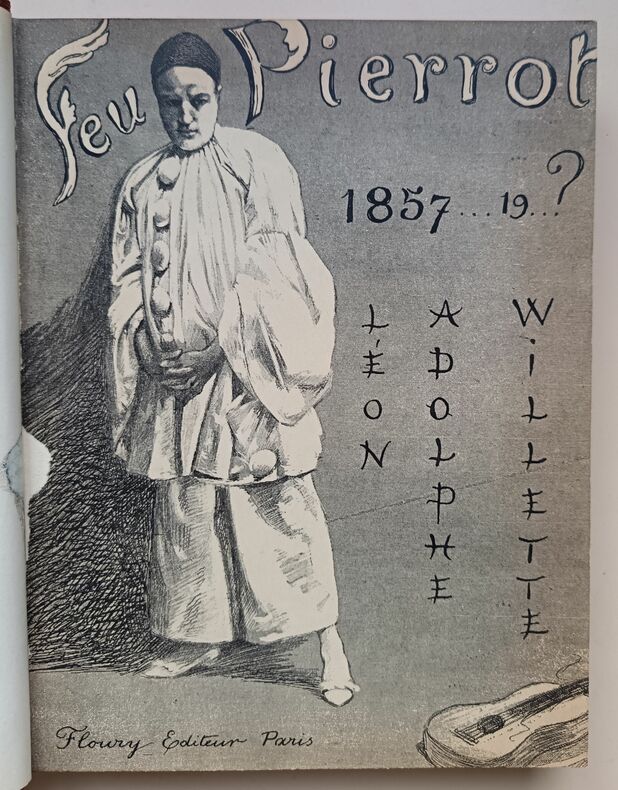 Feu Pierrot
1857...19...?
LÉON
ADOLPHE
WiLLETTE
Floury Editeur Paris